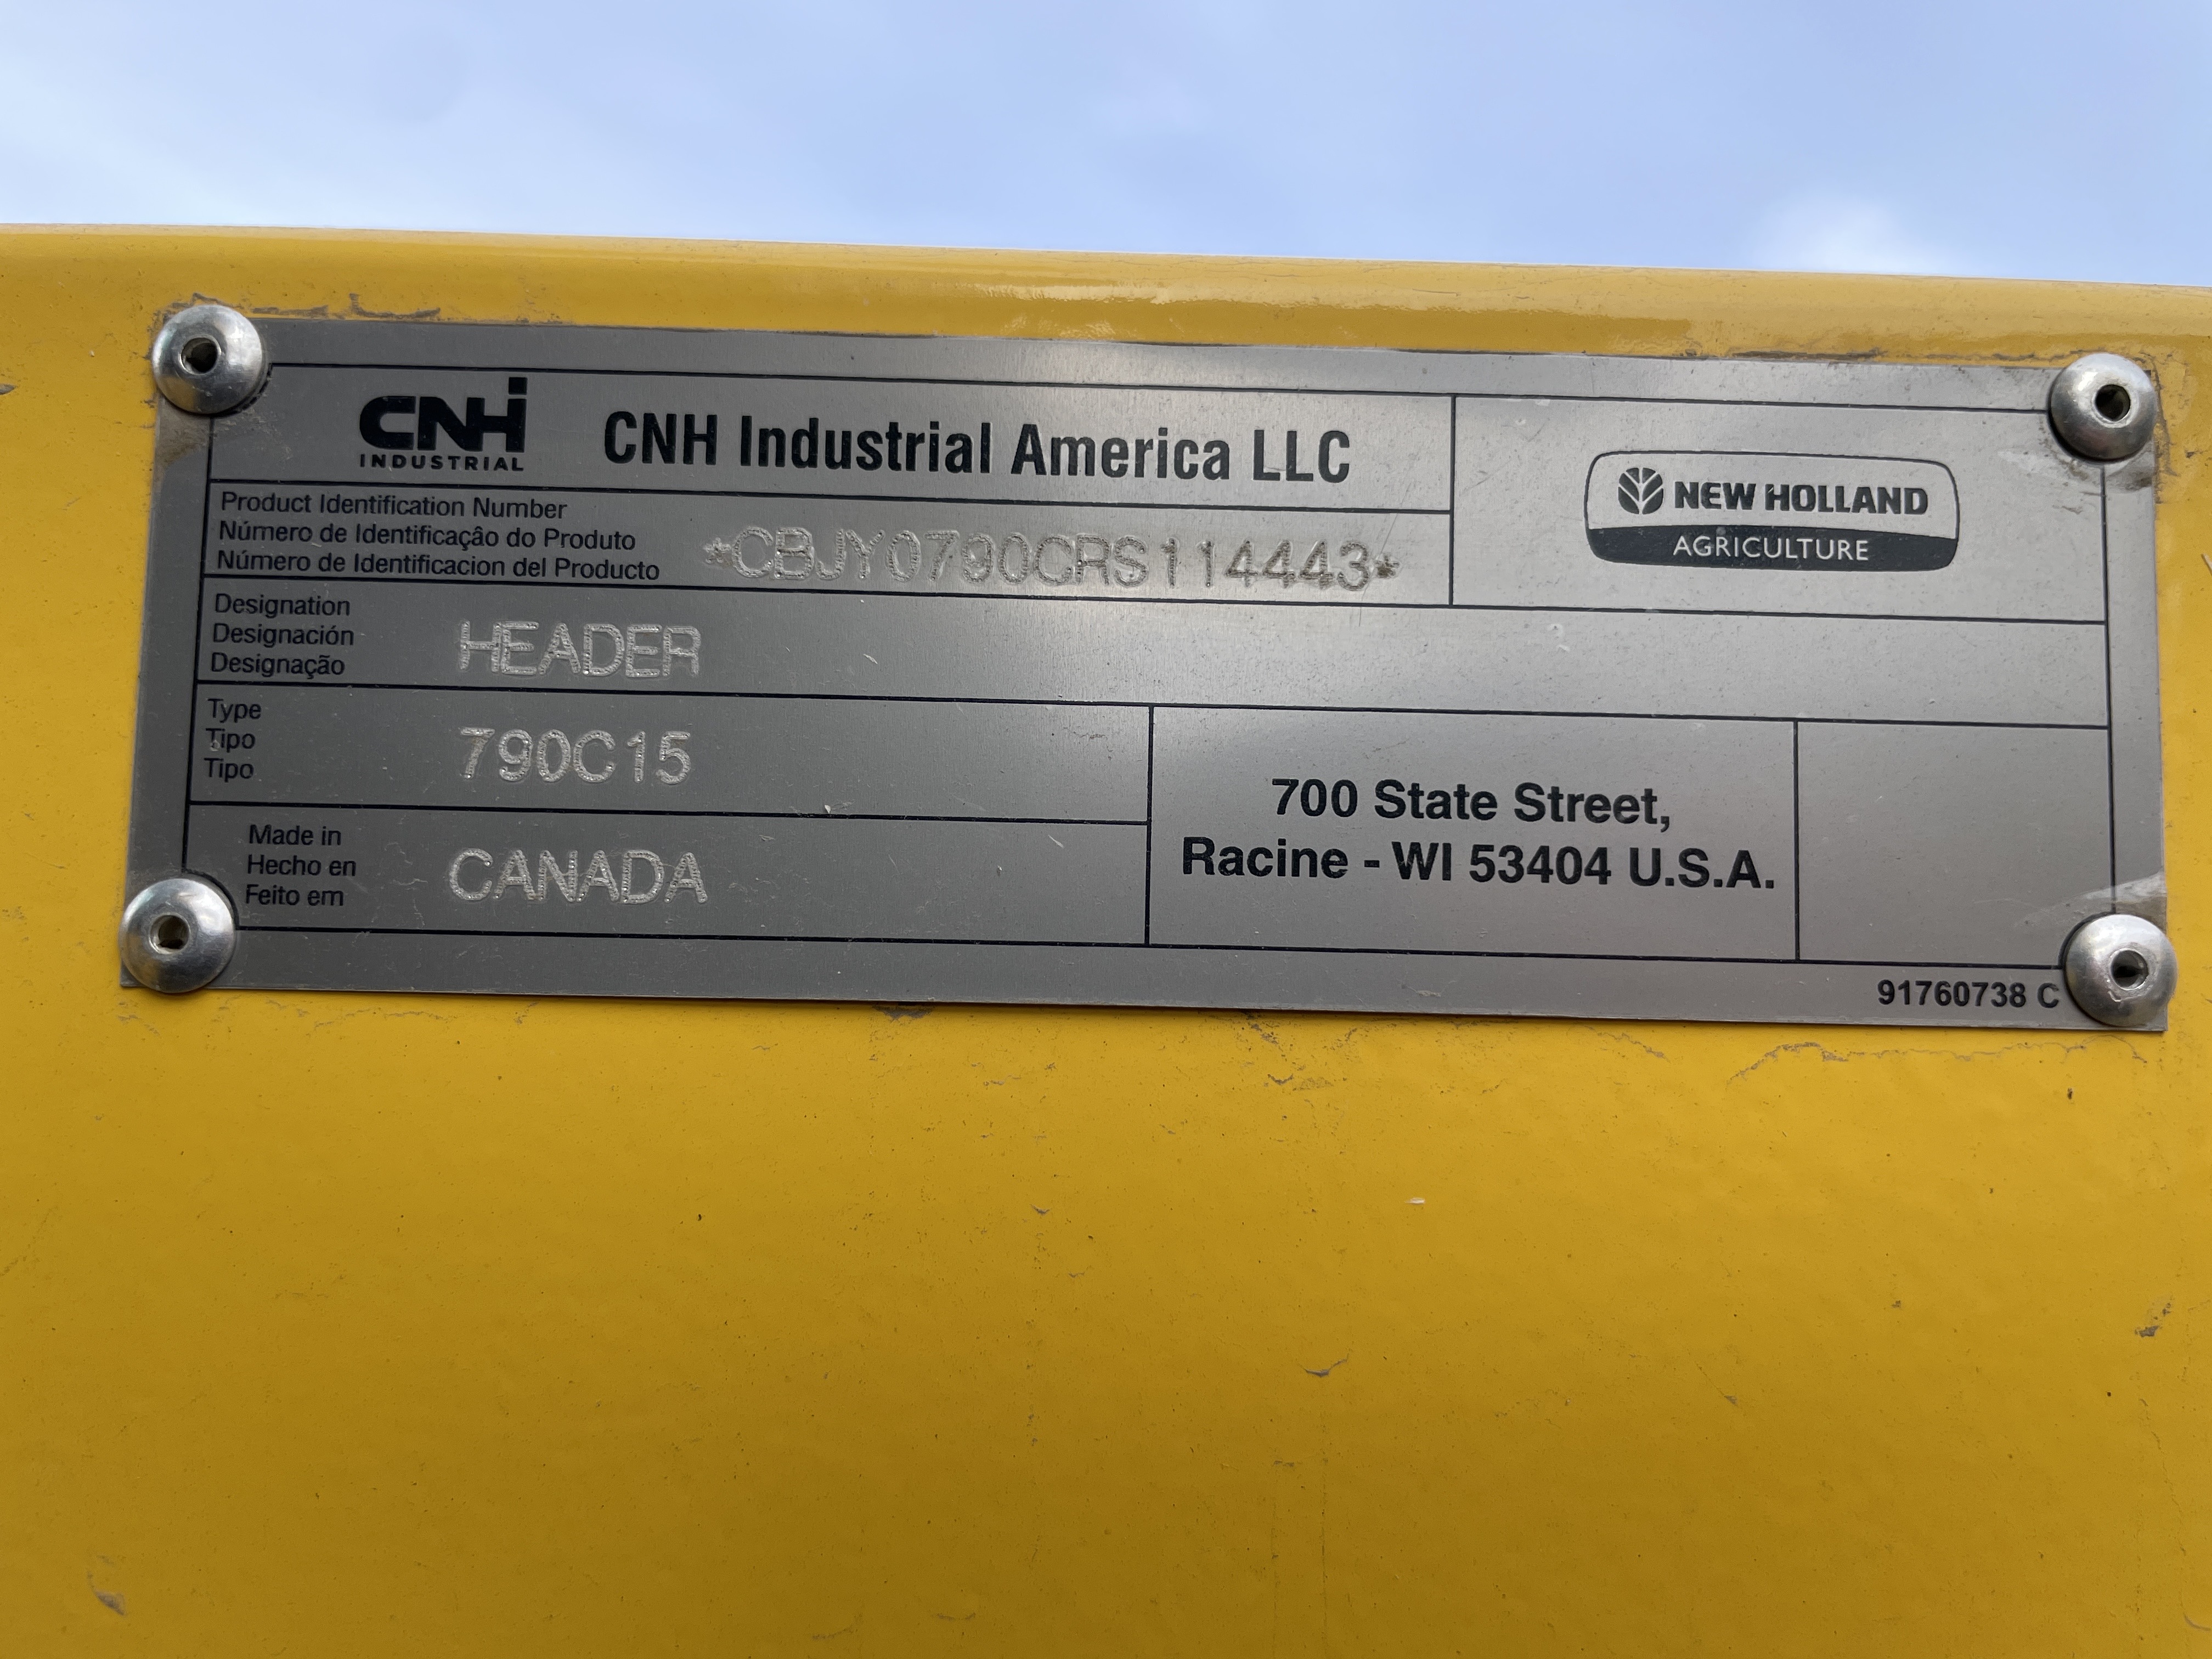 CNH
INDUSTRIAL
CNH Industrial America LLC
Product Identification Number
Número de Identificação do Produto
Número de Identificacion del Producto
*CBJY0790CRS114443*
NEW HOLLAND
AGRICULTURE
Designation
Designación
Designação
HEADER
Type
Tipo
Tipo
790C15
Made in
Hecho en
Feito em
CANADA
700 State Street,
Racine - WI 53404 U.S.A.
91760738 C